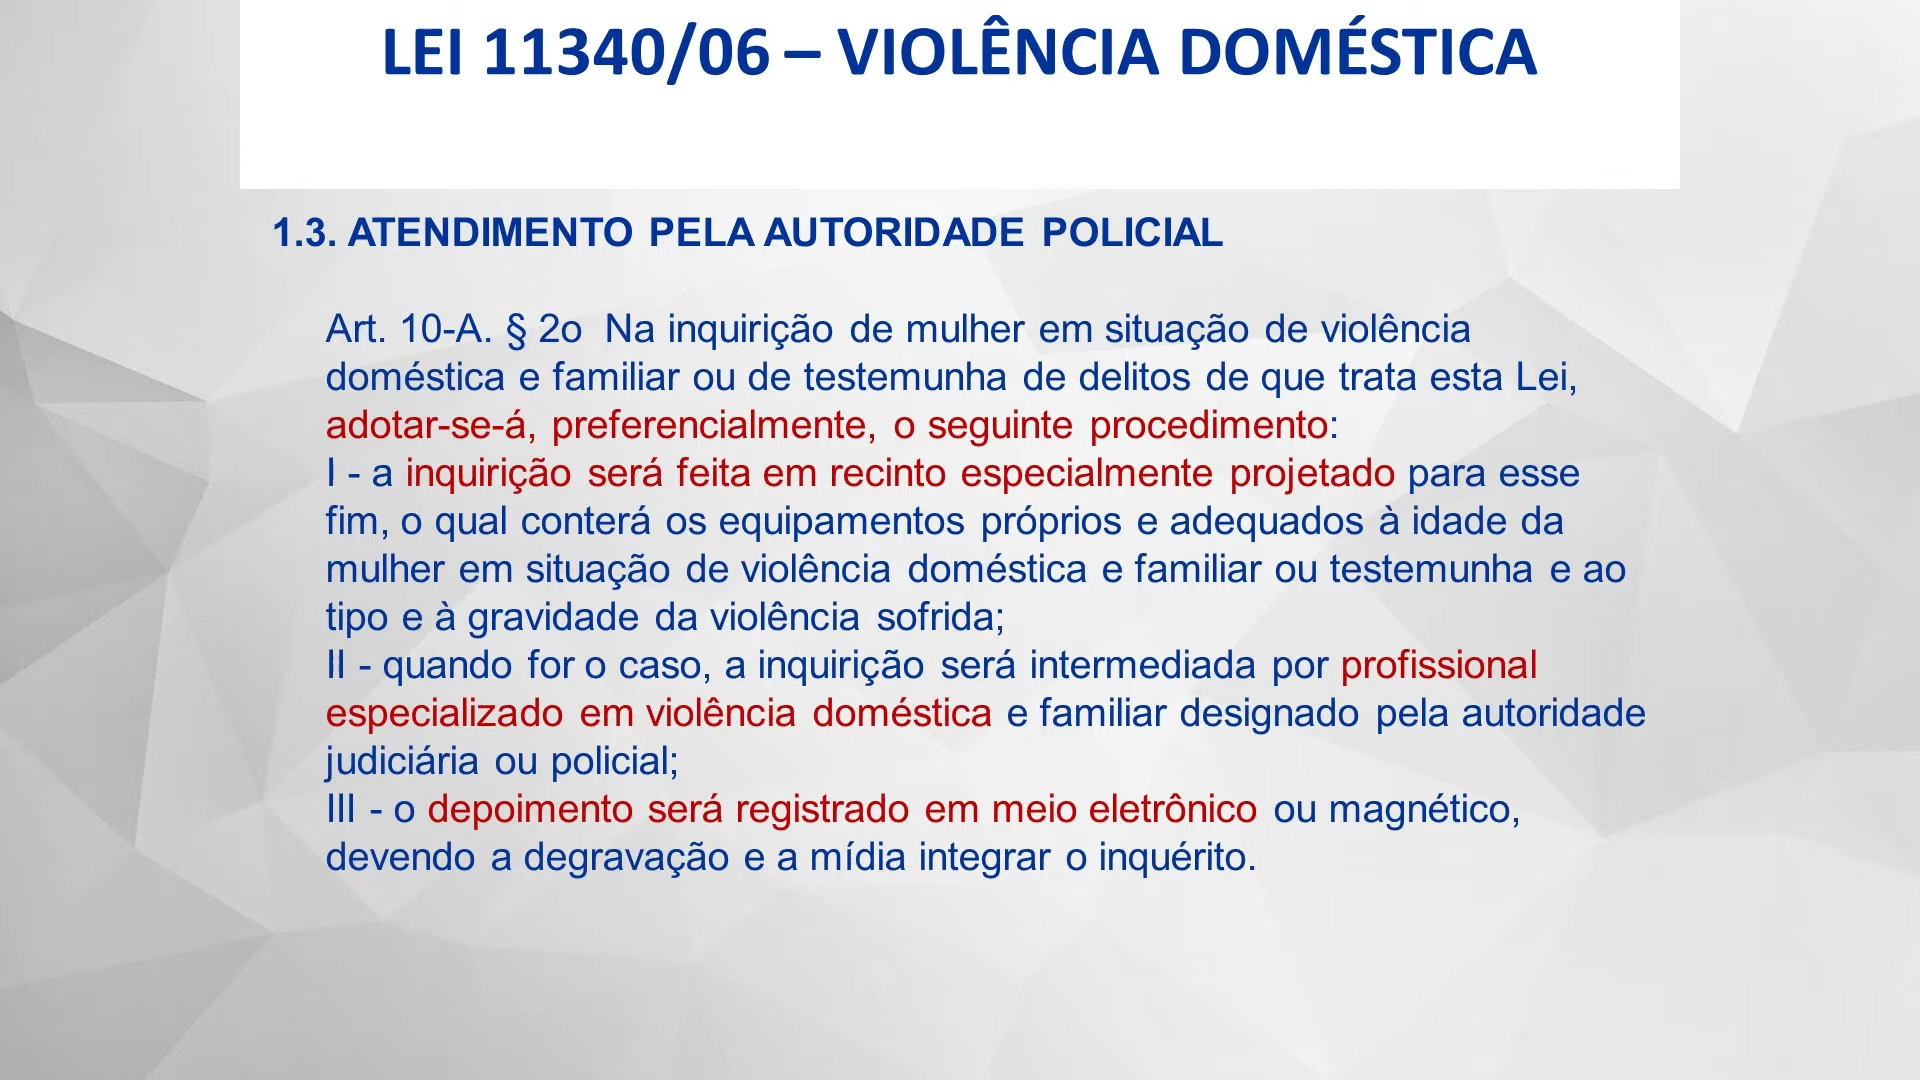 LEI 11340/06 – VIOLÊNCIA DOMÉSTICA
1.3. ATENDIMENTO PELA AUTORIDADE POLICIAL
Art. 10-A. § 2o Na inquirição de mulher em situação de violência
doméstica e familiar ou de testemunha de delitos de que trata esta Lei,
adotar-se-á, preferencialmente, o seguinte procedimento:
I - a inquirição será feita em recinto especialmente projetado para esse
fim, o qual conterá os equipamentos próprios e adequados à idade da
mulher em situação de violência doméstica e familiar ou testemunha e ao
tipo e à gravidade da violência sofrida;
II - quando for o caso, a inquirição será intermediada por profissional
especializado em violência doméstica e familiar designado pela autoridade
judiciária ou policial;
III - o depoimento será registrado em meio eletrônico ou magnético,
devendo a degravação e a mídia integrar o inquérito.